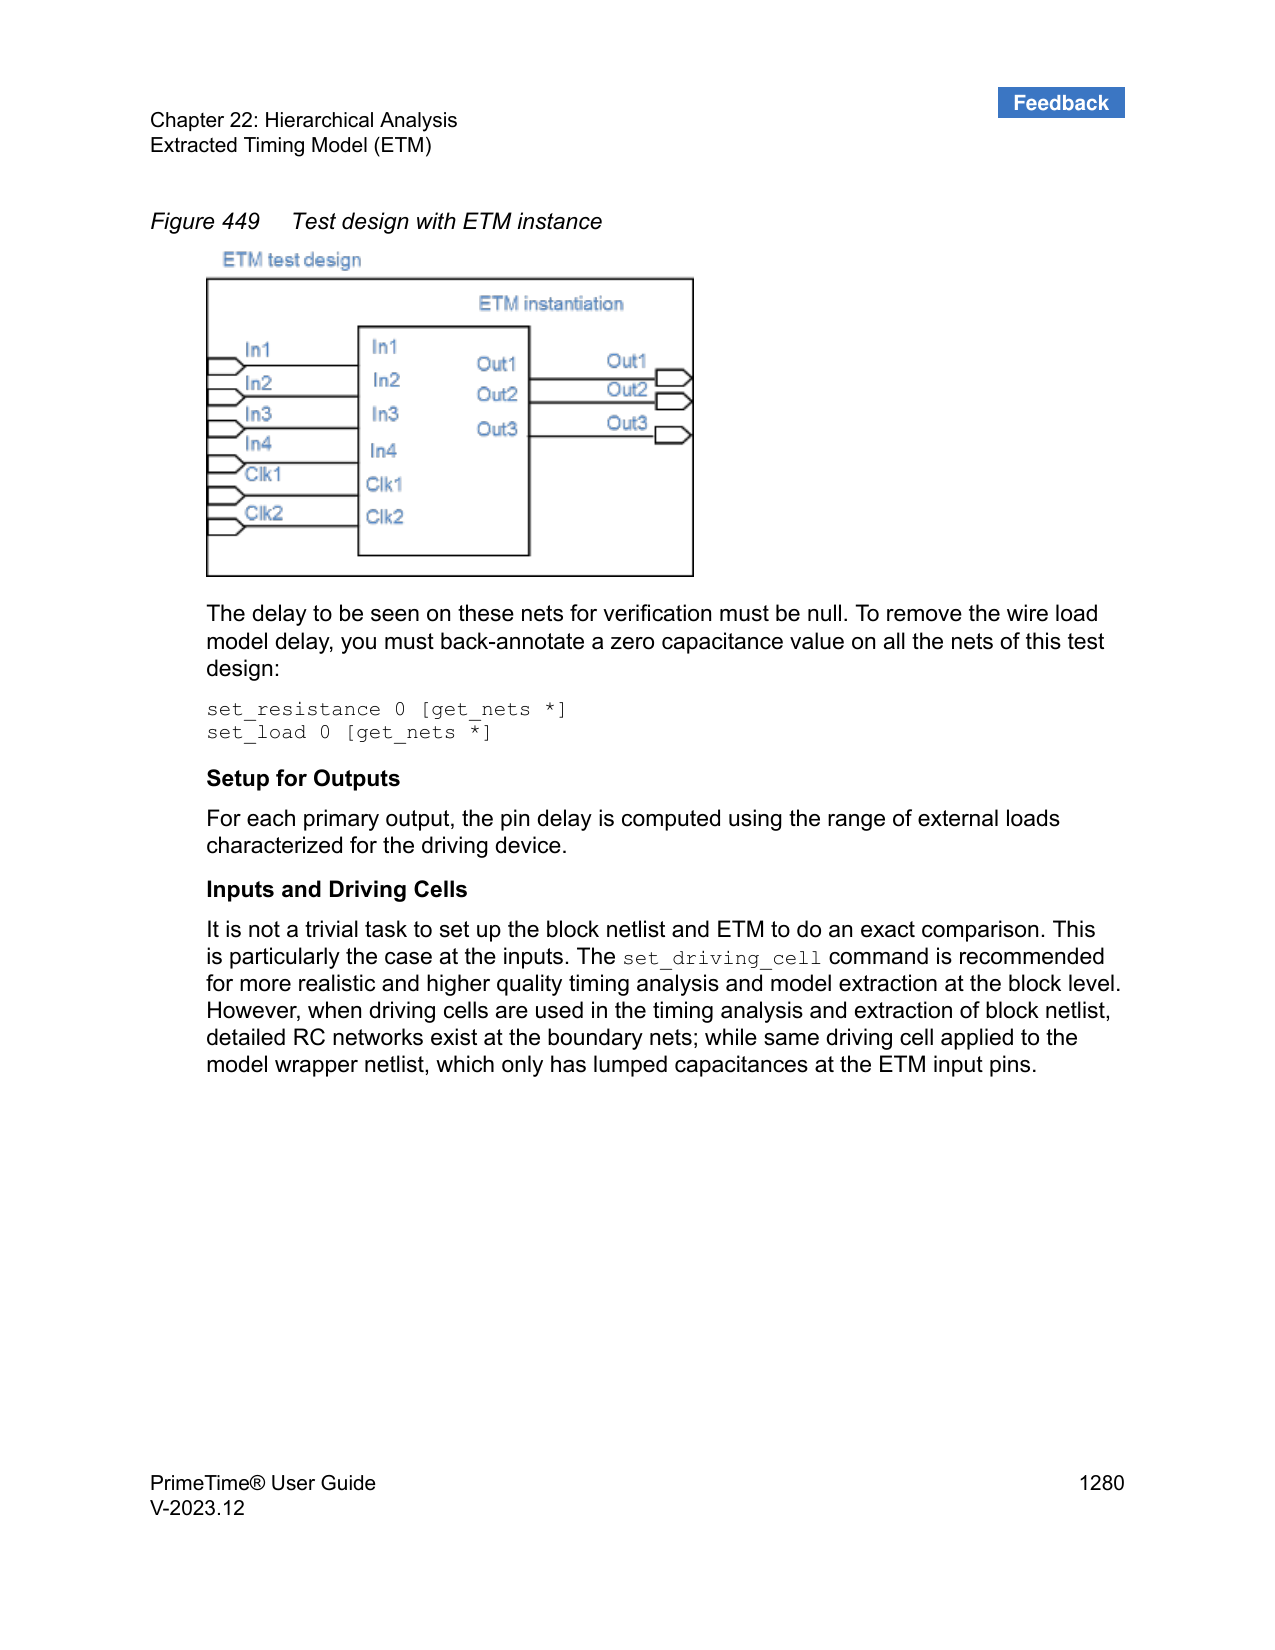 Feedback
Chapter 22: Hierarchical Analysis
Extracted Timing Model (ETM)
Figure 449 Test design with ETM instance
ETM test design
ETM instantiation
In1
In2
In3
In4
Clk1
Clk2
In1
In2
In3
In4
Clk1
Clk2
Out1
Out2
Out3
Out1
Out2
Out3
The delay to be seen on these nets for verification must be null. To remove the wire load
model delay, you must back-annotate a zero capacitance value on all the nets of this test
design:
set_resistance 0 [get_nets *]
set_load 0 [get_nets *]
Setup for Outputs
For each primary output, the pin delay is computed using the range of external loads
characterized for the driving device.
Inputs and Driving Cells
It is not a trivial task to set up the block netlist and ETM to do an exact comparison. This
is particularly the case at the inputs. The set_driving_cell command is recommended
for more realistic and higher quality timing analysis and model extraction at the block level.
However, when driving cells are used in the timing analysis and extraction of block netlist,
detailed RC networks exist at the boundary nets; while same driving cell applied to the
model wrapper netlist, which only has lumped capacitances at the ETM input pins.
PrimeTime® User Guide 1280
V-2023.12